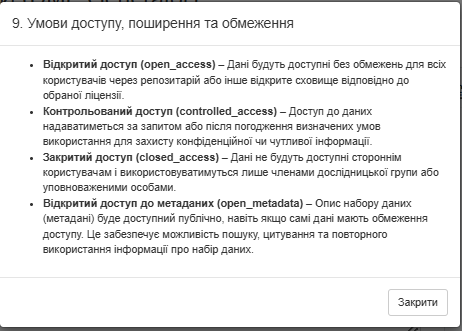 9. Умови доступу, поширення та обмеження
• Відкритий доступ (open_access) – Дані будуть доступні без обмежень для всіх
користувачів через репозитарій або інше відкрите сховище відповідно до
обраної ліцензії.
• Контрольований доступ (controlled_access) – Доступ до даних
надаватиметься за запитом або після погодження визначених умов
використання для захисту конфіденційної чи чутливої інформації.
• Закритий доступ (closed_access) – Дані не будуть доступні стороннім
користувачам і використовуватимуться лише членами дослідницької групи або
уповноваженими особами.
• Відкритий доступ до метаданих (open_metadata) – Опис набору даних
(метадані) буде доступний публічно, навіть якщо самі дані мають обмеження
доступу. Це забезпечує можливість пошуку, цитування та повторного
використання інформації про набір даних.
Закрити